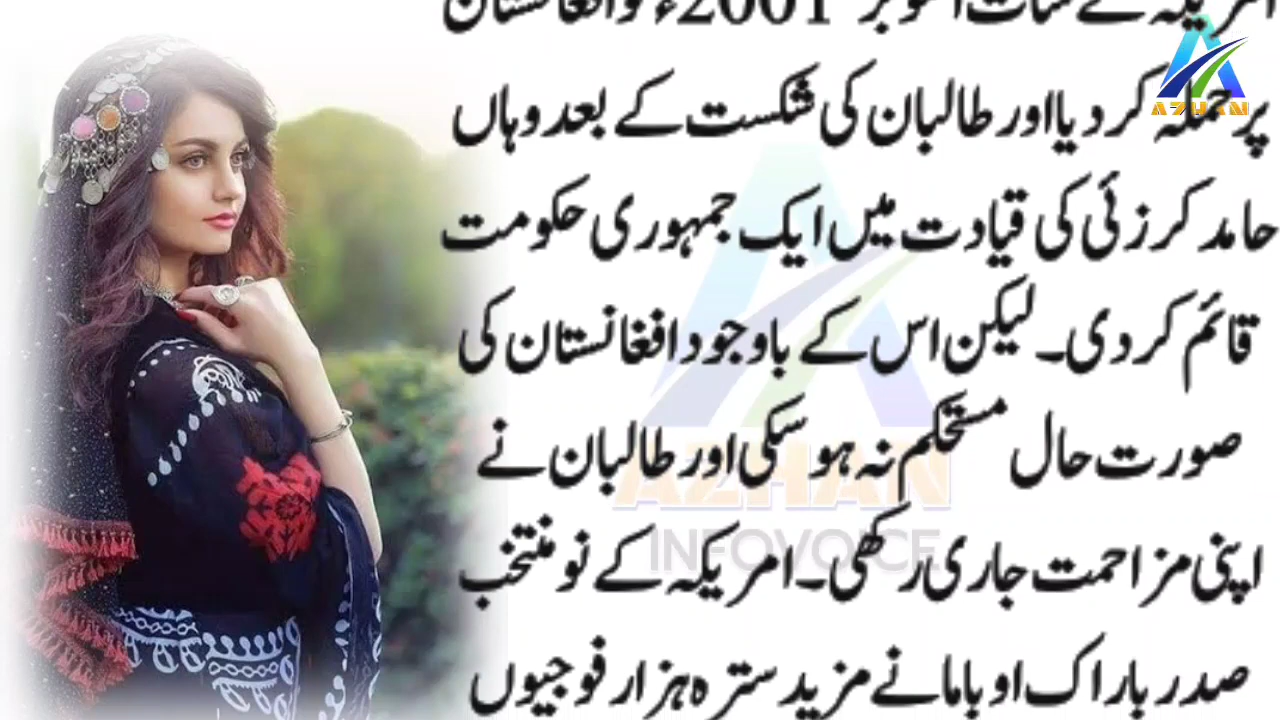 امریکہ نے سات اکتوبر 2001ء کو افغانستان
پر حملہ کر دیا اور طالبان کی شکست کے بعد وہاں
حامد کرزئی کی قیادت میں ایک جمہوری حکومت
قائم کر دی۔ لیکن اس کے باوجود افغانستان کی
صورت حال مستحکم نہ ہو سکی اور طالبان نے
اپنی مزاحمت جاری رکھی۔ امریکہ کے نو منتخب
صدر باراک اوباما نے مزید سترہ ہزار فوجیوں
AZHAN
AZHAN
INFOVOICE